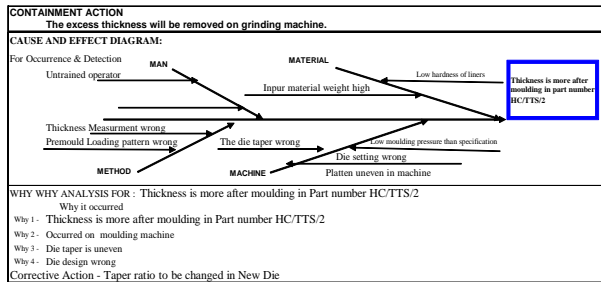 CONTAINMENT ACTION
The excess thickness will be removed on grinding machine.
CAUSE AND EFFECT DIAGRAM:
For Occurrence & Detection
MAN
MATERIAL
Untrained operator
Low hardness of liners
Inpur material weight high
Thickness is more after
moulding in part number
HC/TTS/2
Thickness Measurment wrong
Premould Loading pattern wrong
The die taper wrong
Low moulding pressure than specification
Die setting wrong
METHOD
MACHINE
Platten uneven in machine
WHY WHY ANALYSIS FOR : Thickness is more after moulding in Part number HC/TTS/2
Why it occurred
Why 1 - Thickness is more after moulding in Part number HC/TTS/2
Why 2 - Occurred on moulding machine
Why 3 - Die taper is uneven
Why 4 - Die design wrong
Corrective Action - Taper ratio to be changed in New Die